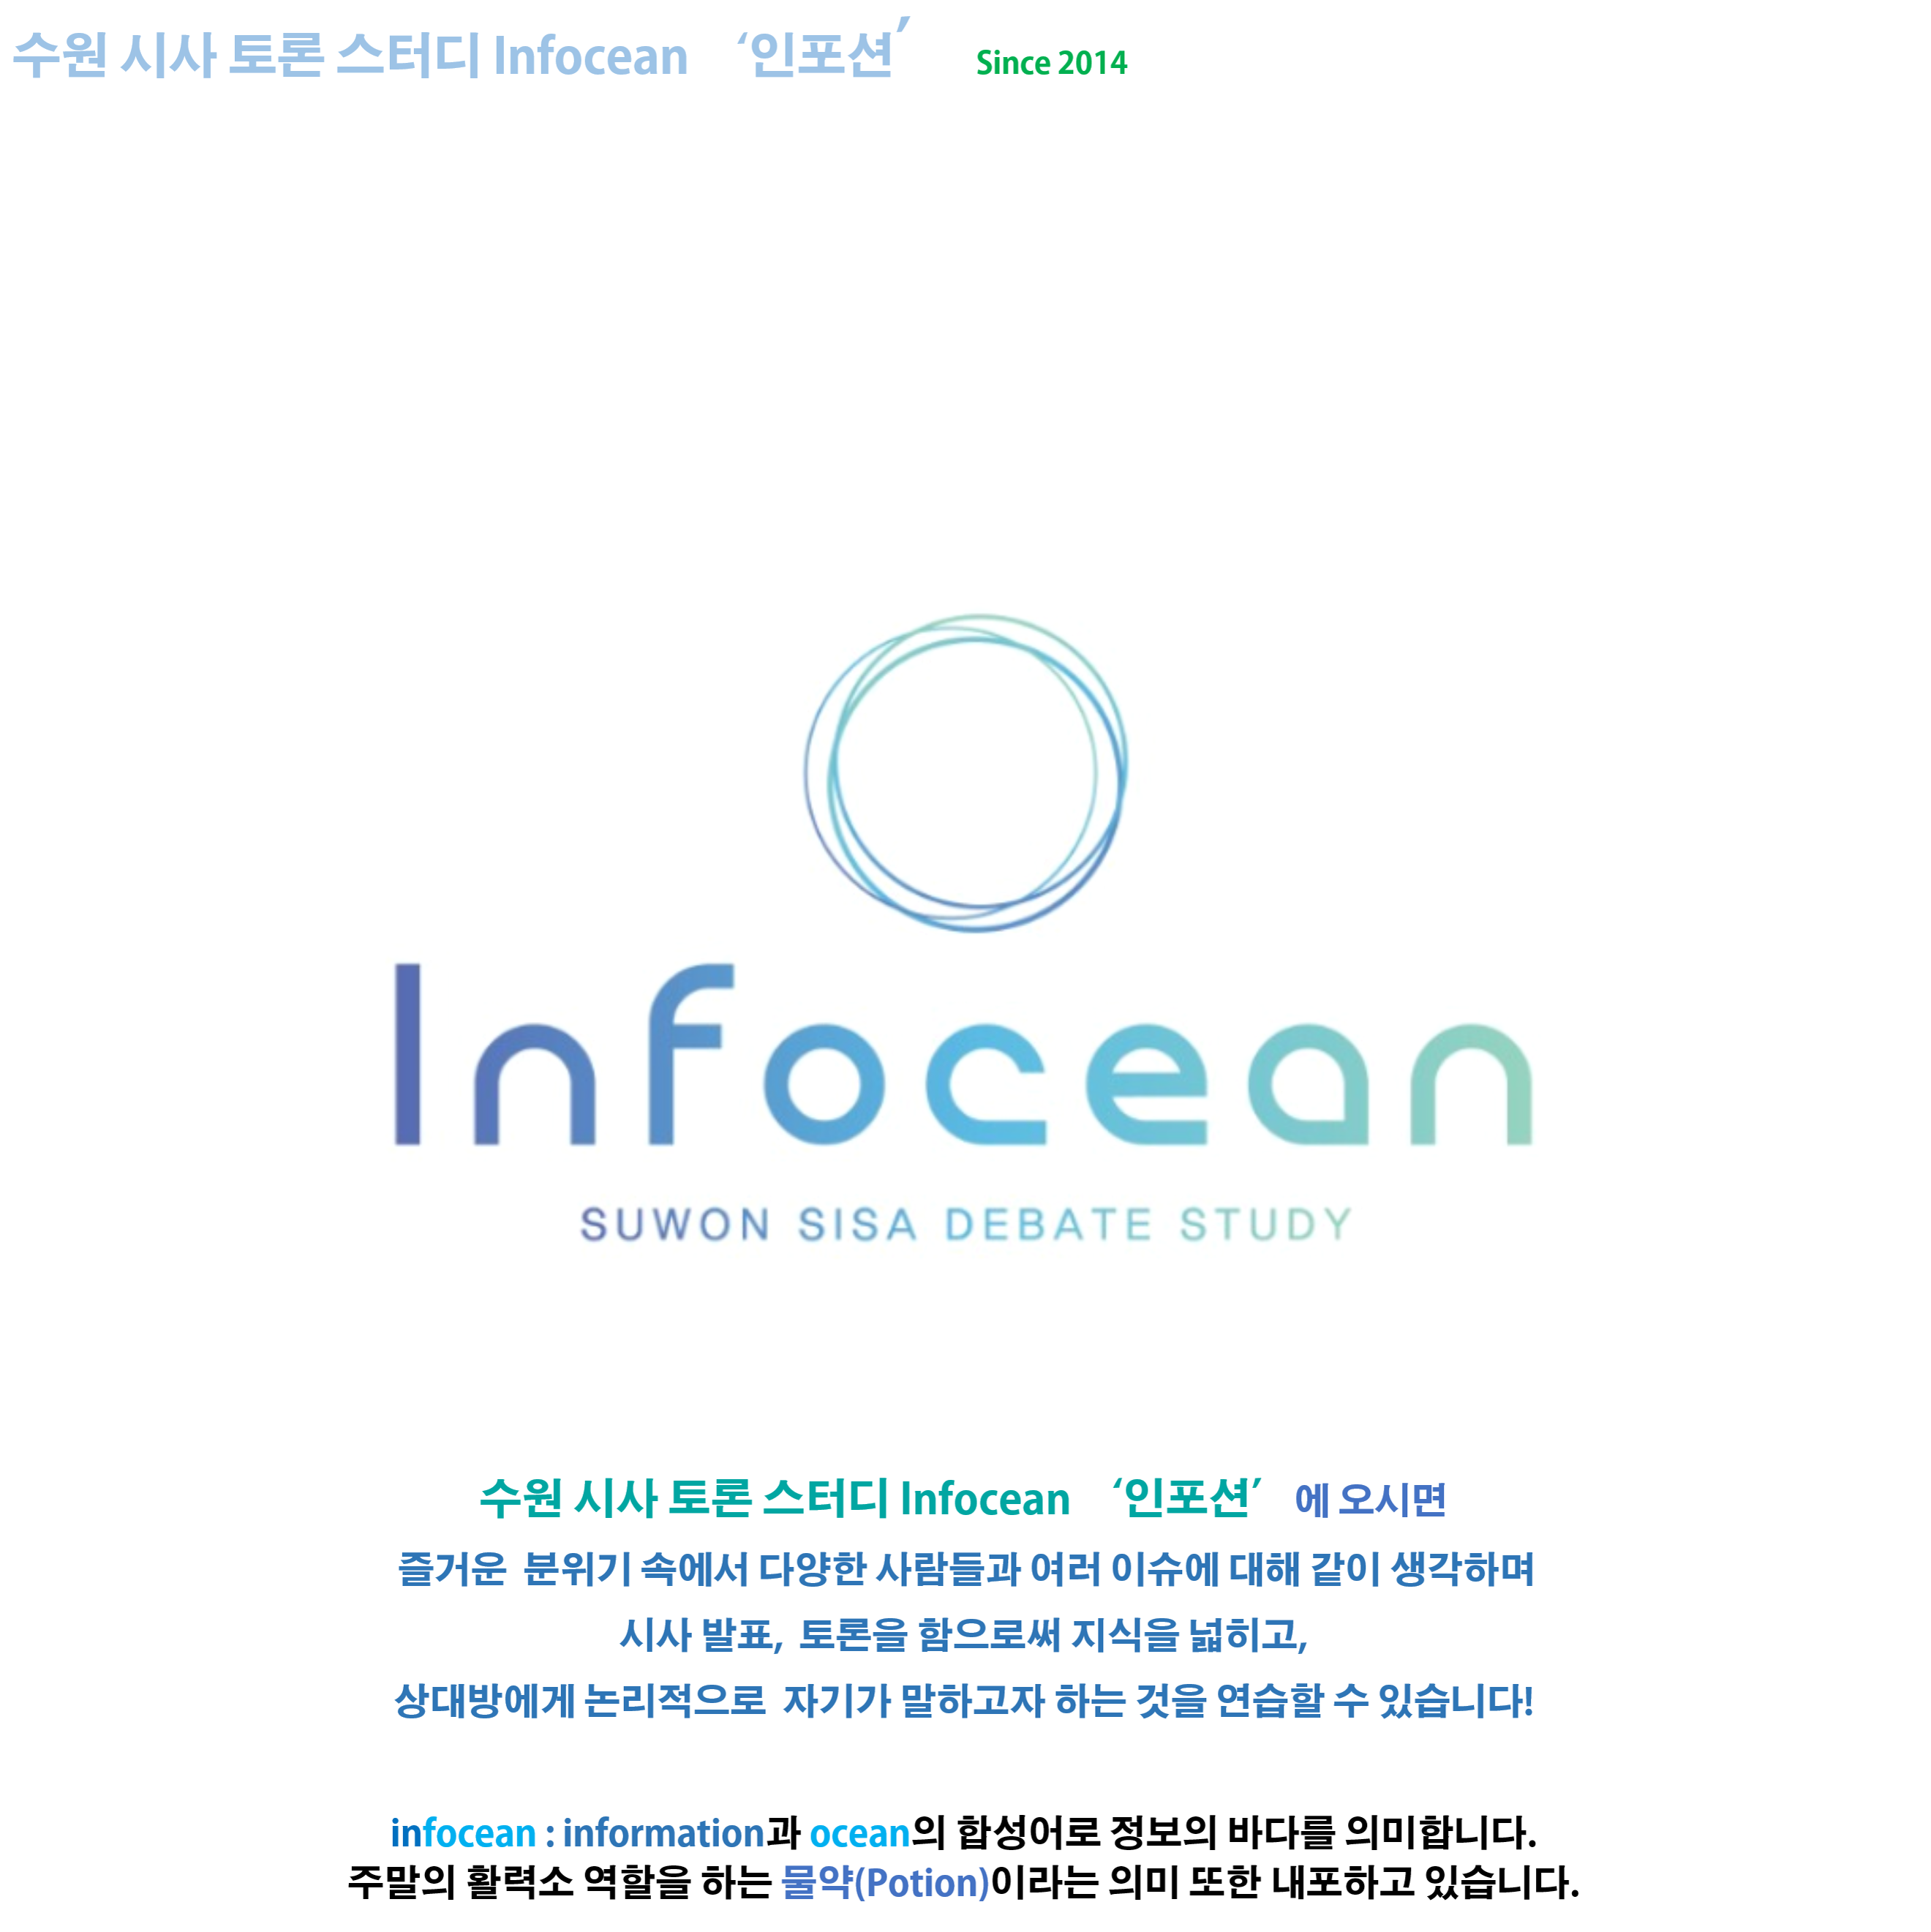 수원 시사 토론 스터디 Infocean ‘인포션’ Since 2014
Infocean
SUWON SISA DEBATE STUDY
수원 시사 토론 스터디 Infocean ‘인포션’ 에 오시면
즐거운 분위기 속에서 다양한 사람들과 여러 이슈에 대해 같이 생각하며
시사 발표, 토론을 함으로써 지식을 넓히고,
상대방에게 논리적으로 자기가 말하고자 하는 것을 연습할 수 있습니다!
infocean : information과 ocean의 합성어로 정보의 바다를 의미합니다.
주말의 활력소 역할을 하는 물약(Potion)이라는 의미 또한 내포하고 있습니다.